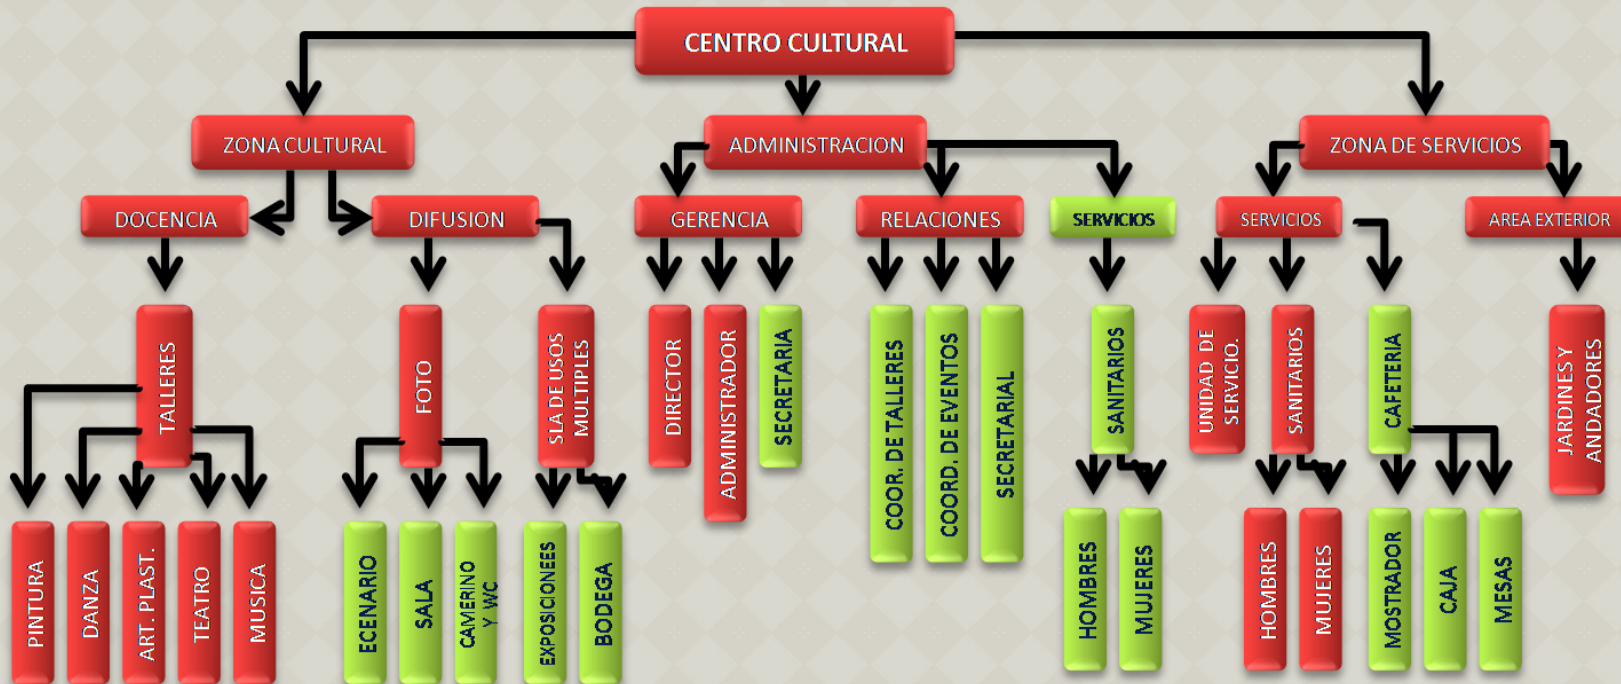 CENTRO CULTURAL
ZONA CULTURAL
ADMINISTRACION
ZONA DE SERVICIOS
DOCENCIA
DIFUSION
GERENCIA
RELACIONES
SERVICIOS
SERVICIOS
AREA EXTERIOR
TALLERES
FOTO
SLA DE USOS
MULTIPLES
DIRECTOR
ADMINISTRADOR
SECRETARIA
COOR. DE TALLERES
COORD. DE EVENTOS
SECRETARIAL
SANITARIOS
UNIDAD DE
SERVICIO.
SANITARIOS
CAFETERIA
JARDINES Y
ANDADORES
PINTURA
DANZA
ART. PLAST.
TEATRO
MUSICA
ECENARIO
SALA
CAMERINO
Y WC
EXPOSICIONEES
BODEGA
HOMBRES
MUJERES
HOMBRES
MUJERES
MOSTRADOR
CAJA
MESAS